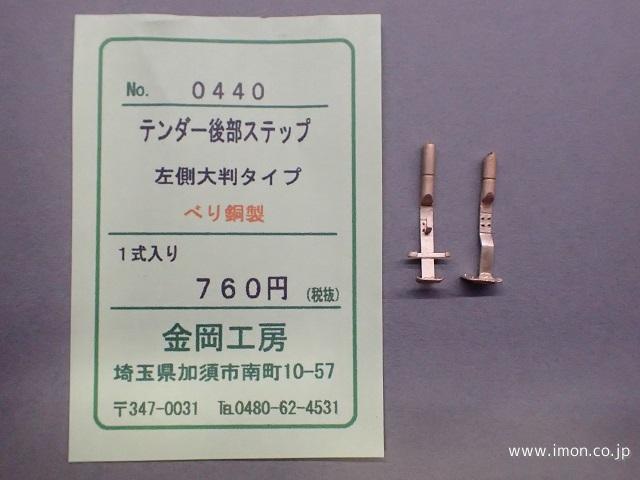 No. 0440
テンダー後部ステップ
左側大判タイプ
べり銅製
1式入り
760円 (税抜)
金岡工房
埼玉県加須市南町10-57
〒347-0031 ℡0480-62-4531
www.imon.co.jp